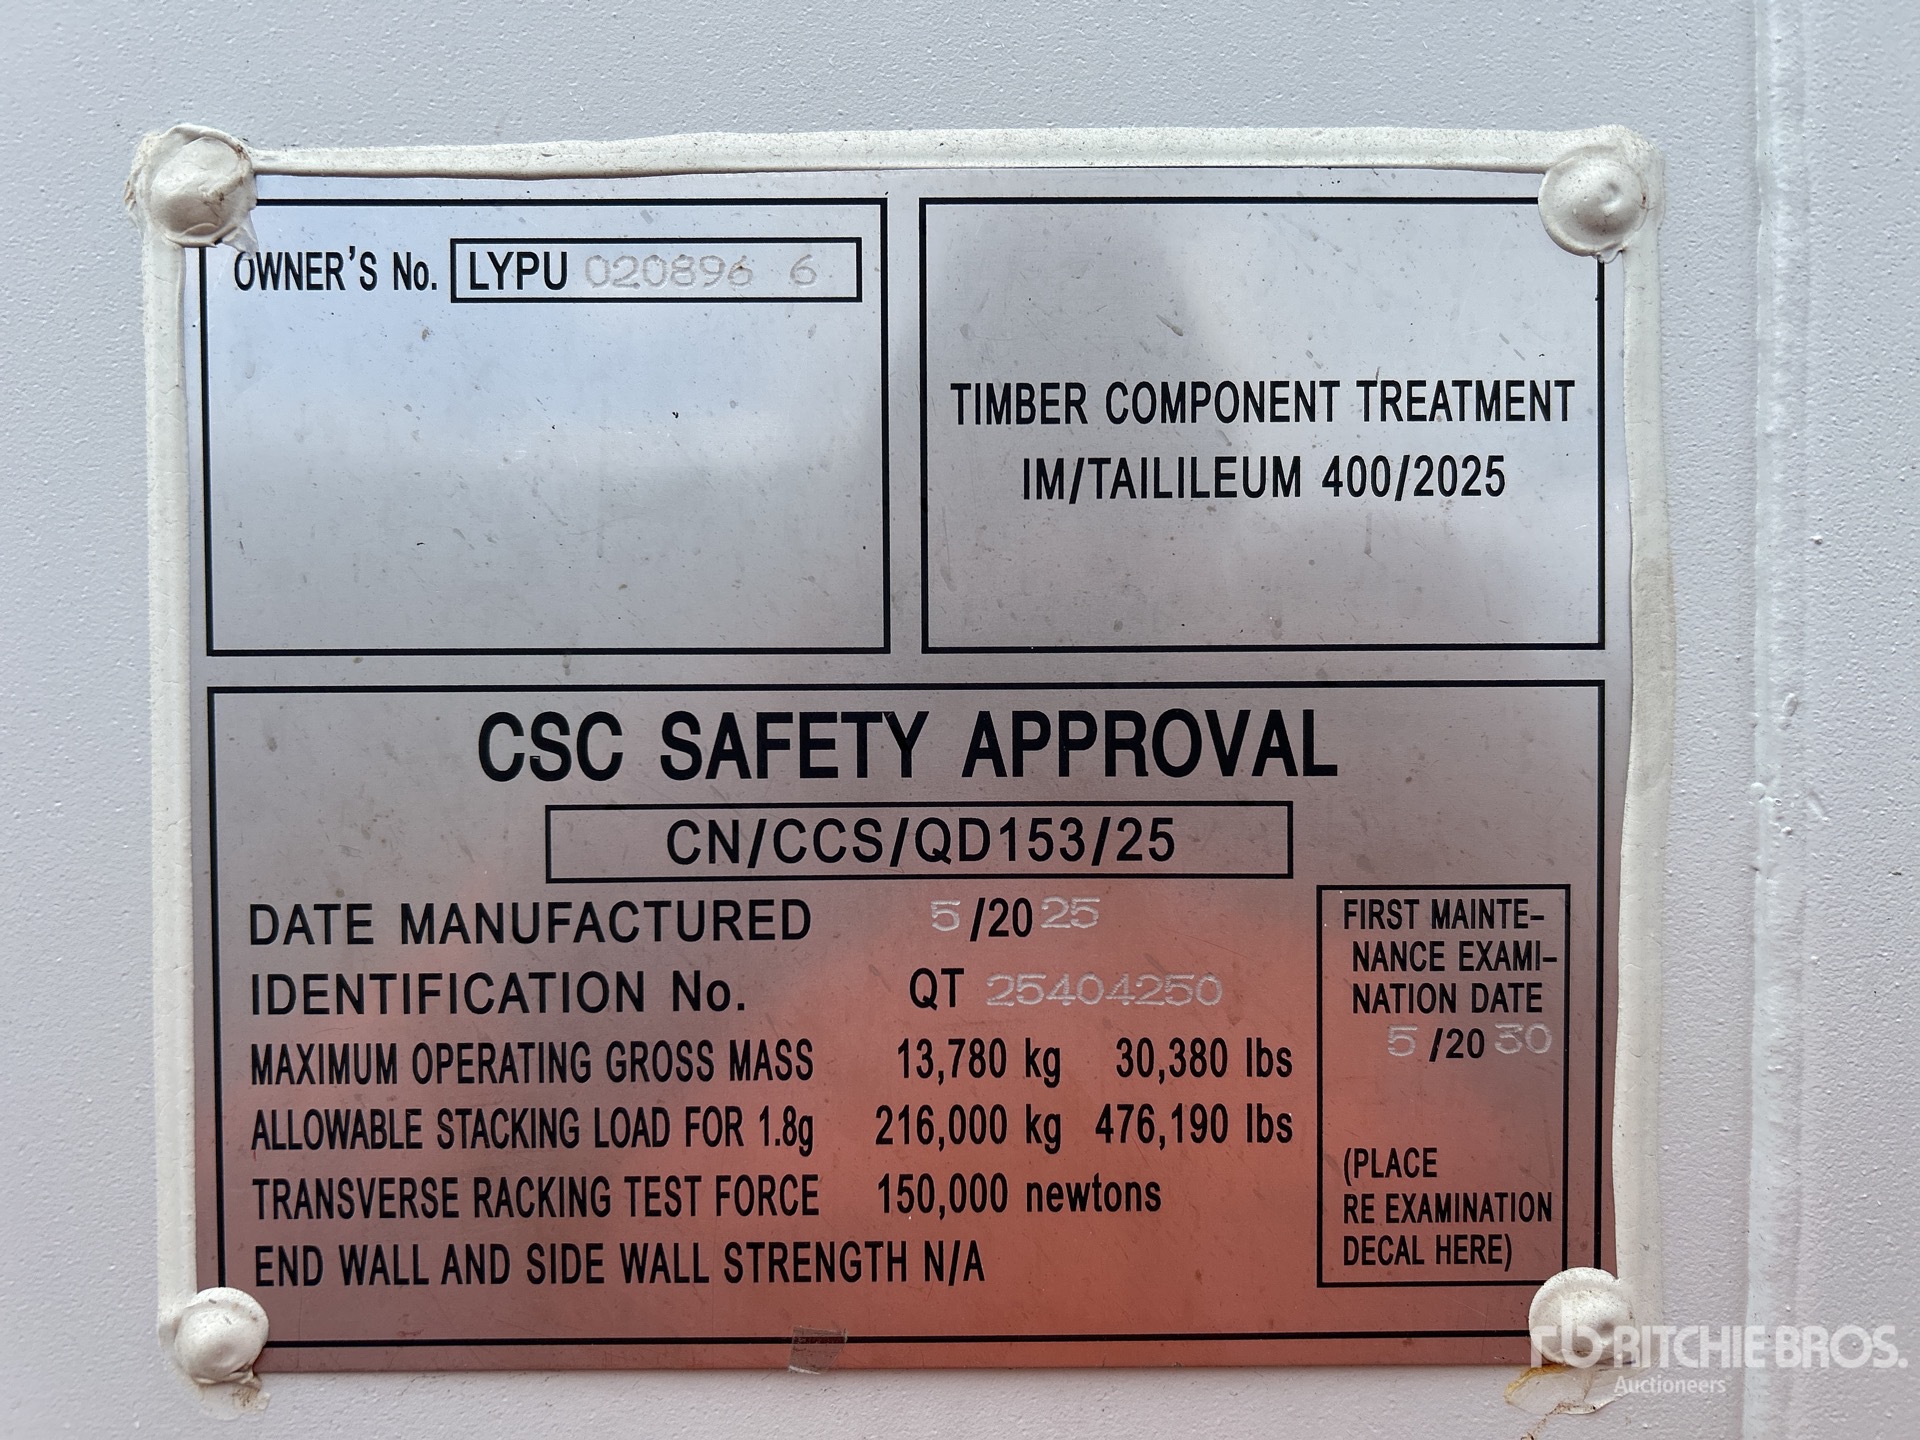 OWNER'S No. LYPU 020896 6
TIMBER COMPONENT TREATMENT
IM/TAILILEUM 400/2025
CSC SAFETY APPROVAL
CN/CCS/QD153/25
DATE MANUFACTURED 5/2025
IDENTIFICATION No. QT 25404250
MAXIMUM OPERATING GROSS MASS 13,780 kg 30,380 lbs
ALLOWABLE STACKING LOAD FOR 1.8g 216,000 kg 476,190 lbs
TRANSVERSE RACKING TEST FORCE 150,000 newtons
END WALL AND SIDE WALL STRENGTH N/A
FIRST MAINTE-
NANCE EXAMI-
NATION DATE
5/2030
(PLACE
RE EXAMINATION
DECAL HERE)
rb RITCHIE BROS.
Auctioneers